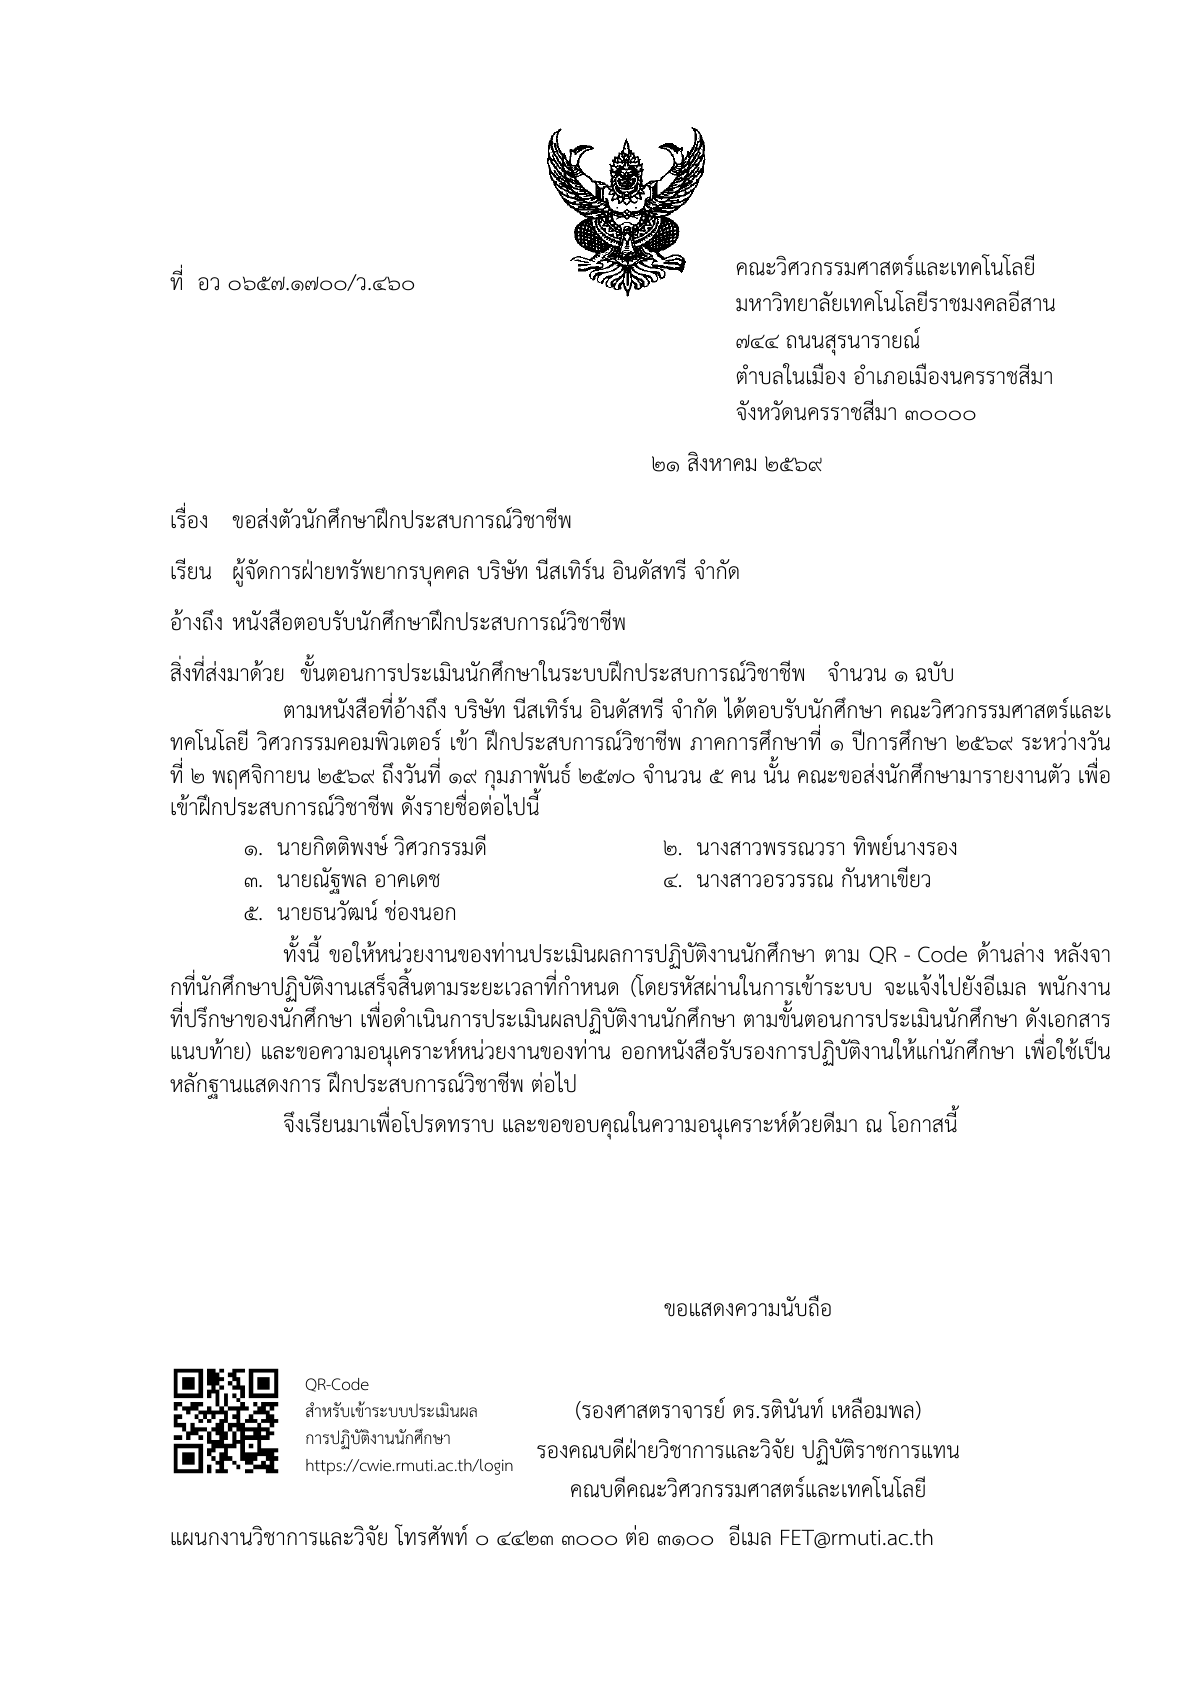 ที่ อว ๐๖๕๗.๑๗๐๐/ว.๔๖๐
คณะวิศวกรรมศาสตร์และเทคโนโลยี
มหาวิทยาลัยเทคโนโลยีราชมงคลอีสาน
๗๔๔ ถนนสุรนารายณ์
ตำบลในเมือง อำเภอเมืองนครราชสีมา
จังหวัดนครราชสีมา ๓๐๐๐๐
๒๑ สิงหาคม ๒๕๖๙
เรื่อง ขอส่งตัวนักศึกษาฝึกประสบการณ์วิชาชีพ
เรียน ผู้จัดการฝ่ายทรัพยากรบุคคล บริษัท นีสเทิร์น อินดัสทรี จำกัด
อ้างถึง หนังสือตอบรับนักศึกษาฝึกประสบการณ์วิชาชีพ
สิ่งที่ส่งมาด้วย ขั้นตอนการประเมินนักศึกษาในระบบฝึกประสบการณ์วิชาชีพ จำนวน ๑ ฉบับ
ตามหนังสือที่อ้างถึง บริษัท นีสเทิร์น อินดัสทรี จำกัด ได้ตอบรับนักศึกษา คณะวิศวกรรมศาสตร์และเ
ทคโนโลยี วิศวกรรมคอมพิวเตอร์ เข้า ฝึกประสบการณ์วิชาชีพ ภาคการศึกษาที่ ๑ ปีการศึกษา ๒๕๖๙ ระหว่างวัน
ที่ ๒ พฤศจิกายน ๒๕๖๙ ถึงวันที่ ๑๙ กุมภาพันธ์ ๒๕๗๐ จำนวน ๕ คน นั้น คณะขอส่งนักศึกษามารายงานตัว เพื่อ
เข้าฝึกประสบการณ์วิชาชีพ ดังรายชื่อต่อไปนี้
๑. นายกิตติพงษ์ วิศวกรรมดี ๒. นางสาวพรรณวรา ทิพย์นางรอง
๓. นายณัฐพล อาคเดช ๔. นางสาวอรวรรณ กันหาเขียว
๕. นายธนวัฒน์ ช่องนอก
ทั้งนี้ ขอให้หน่วยงานของท่านประเมินผลการปฏิบัติงานนักศึกษา ตาม QR - Code ด้านล่าง หลังจา
กที่นักศึกษาปฏิบัติงานเสร็จสิ้นตามระยะเวลาที่กำหนด (โดยรหัสผ่านในการเข้าระบบ จะแจ้งไปยังอีเมล พนักงาน
ที่ปรึกษาของนักศึกษา เพื่อดำเนินการประเมินผลปฏิบัติงานนักศึกษา ตามขั้นตอนการประเมินนักศึกษา ดังเอกสาร
แนบท้าย) และขอความอนุเคราะห์หน่วยงานของท่าน ออกหนังสือรับรองการปฏิบัติงานให้แก่นักศึกษา เพื่อใช้เป็น
หลักฐานแสดงการ ฝึกประสบการณ์วิชาชีพ ต่อไป
จึงเรียนมาเพื่อโปรดทราบ และขอขอบคุณในความอนุเคราะห์ด้วยดีมา ณ โอกาสนี้
ขอแสดงความนับถือ
QR-Code
สำหรับเข้าระบบประเมินผล
การปฏิบัติงานนักศึกษา
https://cwie.rmuti.ac.th/login
(รองศาสตราจารย์ ดร.รตินันท์ เหลือมพล)
รองคณบดีฝ่ายวิชาการและวิจัย ปฏิบัติราชการแทน
คณบดีคณะวิศวกรรมศาสตร์และเทคโนโลยี
แผนกงานวิชาการและวิจัย โทรศัพท์ ๐ ๔๔๒๓ ๓๐๐๐ ต่อ ๓๑๐๐ อีเมล FET@rmuti.ac.th